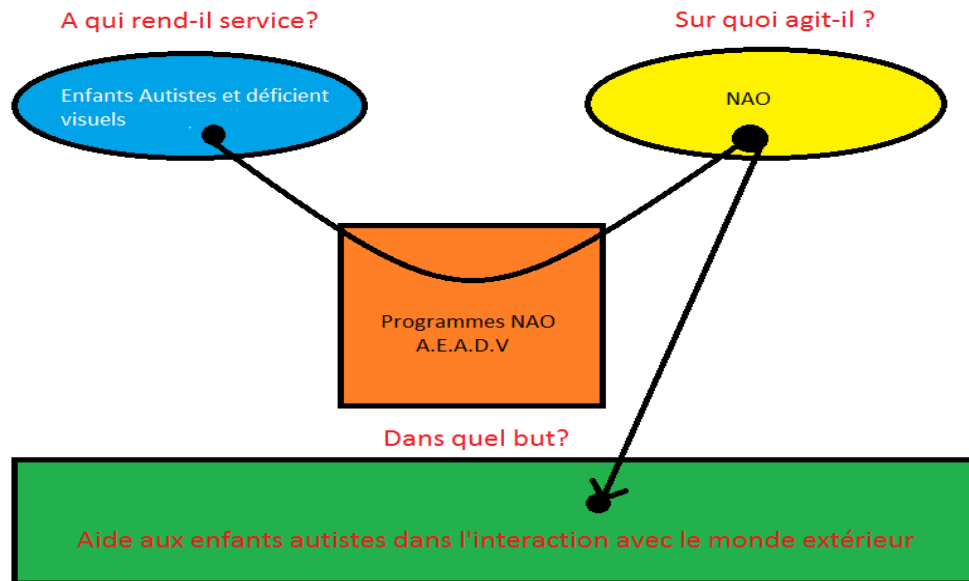 A qui rend-il service?
Sur quoi agit-il ?
Enfants Autistes et déficient
visuels
NAO
Programmes NAO
A.E.A.D.V
Dans quel but?
Aide aux enfants autistes dans l'interaction avec le monde extérieur